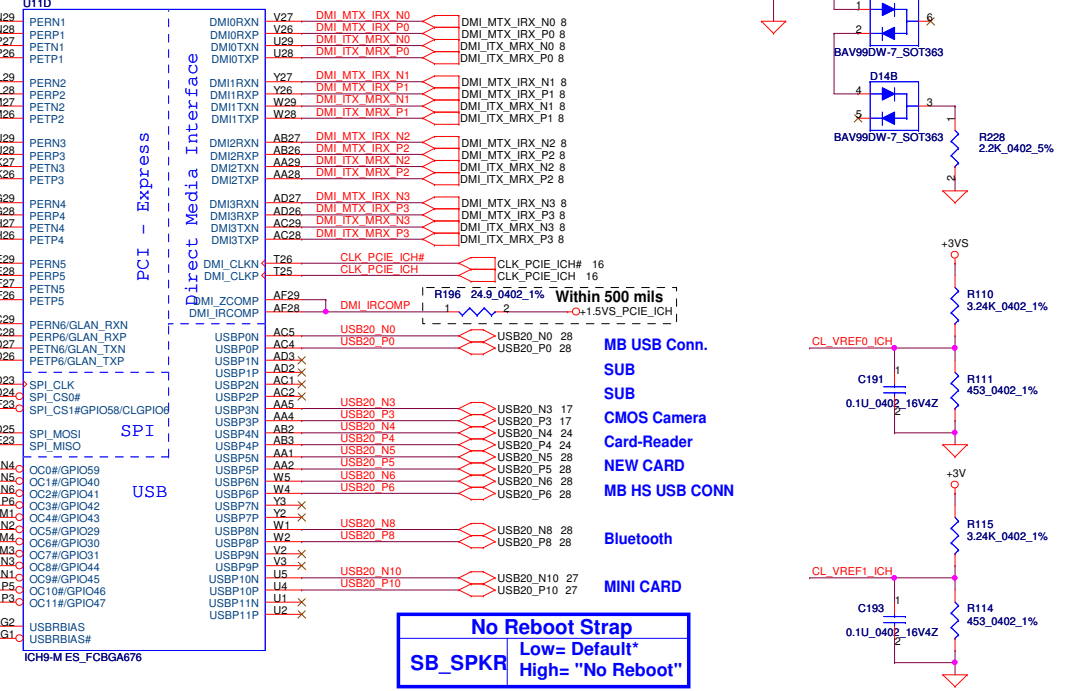 U11D
PERN1 DMI0RXN V27 DMI_MTX_IRX_N0 DMI_MTX_IRX_N0 8
PERP1 DMI0RXP V26 DMI_MTX_IRX_P0 DMI_MTX_IRX_P0 8
PETN1 DMI0TXN U29 DMI_ITX_MRX_N0 DMI_ITX_MRX_N0 8
PETP1 DMI0TXP U28 DMI_ITX_MRX_P0 DMI_ITX_MRX_P0 8
PERN2 DMI1RXN Y27 DMI_MTX_IRX_N1 DMI_MTX_IRX_N1 8
PERP2 DMI1RXP Y26 DMI_MTX_IRX_P1 DMI_MTX_IRX_P1 8
PETN2 DMI1TXN W29 DMI_ITX_MRX_N1 DMI_ITX_MRX_N1 8
PETP2 DMI1TXP W28 DMI_ITX_MRX_P1 DMI_ITX_MRX_P1 8
PERN3 DMI2RXN AB27 DMI_MTX_IRX_N2 DMI_MTX_IRX_N2 8
PERP3 DMI2RXP AB26 DMI_MTX_IRX_P2 DMI_MTX_IRX_P2 8
PETN3 DMI2TXN AA29 DMI_ITX_MRX_N2 DMI_ITX_MRX_N2 8
PETP3 DMI2TXP AA28 DMI_ITX_MRX_P2 DMI_ITX_MRX_P2 8
PERN4 DMI3RXN AD27 DMI_MTX_IRX_N3 DMI_MTX_IRX_N3 8
PERP4 DMI3RXP AD26 DMI_MTX_IRX_P3 DMI_MTX_IRX_P3 8
PETN4 DMI3TXN AC29 DMI_ITX_MRX_N3 DMI_ITX_MRX_N3 8
PETP4 DMI3TXP AC28 DMI_ITX_MRX_P3 DMI_ITX_MRX_P3 8
PERN5 DMI_CLKN T26 CLK_PCIE_ICH# CLK_PCIE_ICH# 16
PERP5 DMI_CLKP T25 CLK_PCIE_ICH CLK_PCIE_ICH 16
PETN5
PETP5 DMI_ZCOMP AF29
DMI_IRCOMP AF28 DMI_IRCOMP
R196 24.9_0402_1% Within 500 mils
1 2 +1.5VS_PCIE_ICH
PCI - Express
Direct Media Interface
PERN6/GLAN_RXN
PERP6/GLAN_RXP
PETN6/GLAN_TXN
PETP6/GLAN_TXP
SPI_CLK
SPI_CS0#
SPI_CS1#GPIO58/CLGPIO6
SPI_MOSI
SPI_MISO
SPI
USB
USBP0N AC5 USB20_N0 USB20_N0 28
USBP0P AC4 USB20_P0 USB20_P0 28
MB USB Conn.
USBP1N AD3
USBP1P AD2
SUB
USBP2N AC1
USBP2P AC2
SUB
USBP3N AA5 USB20_N3 USB20_N3 17
USBP3P AA4 USB20_P3 USB20_P3 17
CMOS Camera
USBP4N AB2 USB20_N4 USB20_N4 24
USBP4P AB3 USB20_P4 USB20_P4 24
Card-Reader
USBP5N AA1 USB20_N5 USB20_N5 28
USBP5P AA2 USB20_P5 USB20_P5 28
NEW CARD
USBP6N W5 USB20_N6 USB20_N6 28
USBP6P W4 USB20_P6 USB20_P6 28
MB HS USB CONN
USBP7N Y3
USBP7P Y2
USBP8N W1 USB20_N8 USB20_N8 28
USBP8P W2 USB20_P8 USB20_P8 28
Bluetooth
USBP9N V2
USBP9P V3
USBP10N U5 USB20_N10 USB20_N10 27
USBP10P U4 USB20_P10 USB20_P10 27
MINI CARD
USBP11N U1
USBP11P U2
OC0#/GPIO59
OC1#/GPIO40
OC2#/GPIO41
OC3#/GPIO42
OC4#/GPIO43
OC5#/GPIO29
OC6#/GPIO30
OC7#/GPIO31
OC8#/GPIO44
OC9#/GPIO45
OC10#/GPIO46
OC11#/GPIO47
USBRBIAS
USBRBIAS#
ICH9-M ES_FCBGA676
No Reboot Strap
SB_SPKR
Low= Default*
High= "No Reboot"
1
2
6
BAV99DW-7_SOT363
D14B
4
5
3
BAV99DW-7_SOT363
1
2
R228
2.2K_0402_5%
+3VS
R110
3.24K_0402_1%
CL_VREF0_ICH
C191
1
2
0.1U_0402_16V4Z
R111
453_0402_1%
+3V
R115
3.24K_0402_1%
CL_VREF1_ICH
C193
1
2
0.1U_0402_16V4Z
R114
453_0402_1%